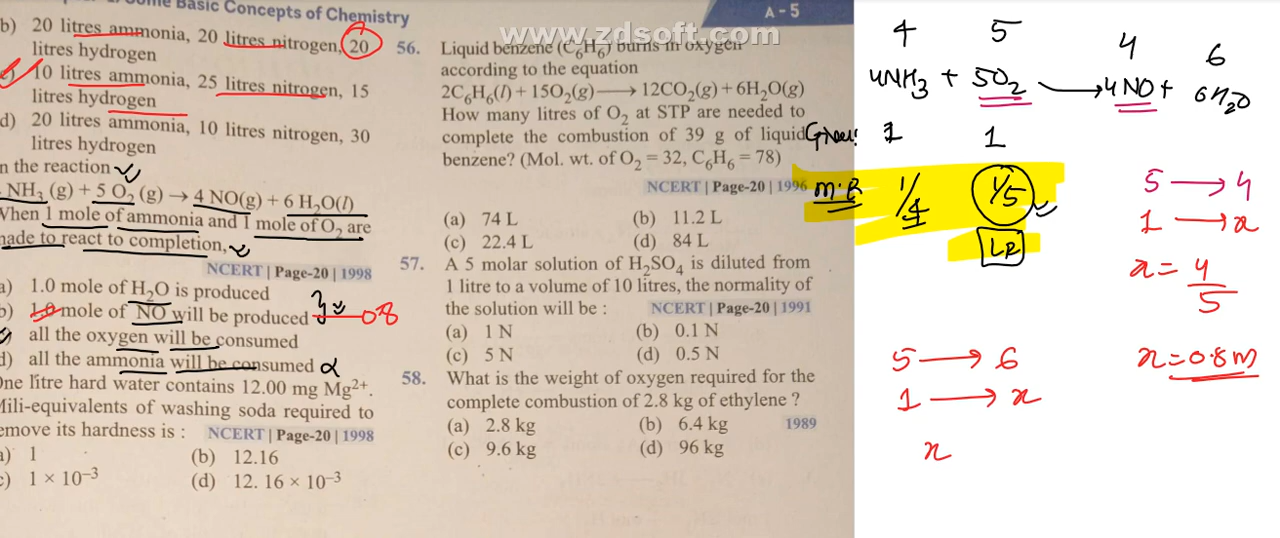 Some Basic Concepts of Chemistry
A - 5
www.zdsoft.com
b) 20 litres ammonia, 20 litres nitrogen, 20
litres hydrogen
10 litres ammonia, 25 litres nitrogen, 15
litres hydrogen
d) 20 litres ammonia, 10 litres nitrogen, 30
litres hydrogen
n the reaction
NH₃ (g) + 5 O₂ (g) → 4 NO(g) + 6 H₂O(l)
When 1 mole of ammonia and 1 mole of O₂ are
made to react to completion,
NCERT | Page-20 | 1998
a) 1.0 mole of H₂O is produced
b) 1.0 mole of NO will be produced 0.8
all the oxygen will be consumed
d) all the ammonia will be consumed
One litre hard water contains 12.00 mg Mg²⁺.
Mili-equivalents of washing soda required to
remove its hardness is : NCERT | Page-20 | 1998
a) 1 (b) 12.16
c) 1 × 10⁻³ (d) 12. 16 × 10⁻³
56. Liquid benzene (C₆H₆) burns in oxygen
according to the equation
2C₆H₆(l) + 15O₂(g) ⟶ 12CO₂(g) + 6H₂O(g)
How many litres of O₂ at STP are needed to
complete the combustion of 39 g of liquid
benzene? (Mol. wt. of O₂ = 32, C₆H₆ = 78)
NCERT | Page-20 | 1996
(a) 74 L (b) 11.2 L
(c) 22.4 L (d) 84 L
57. A 5 molar solution of H₂SO₄ is diluted from
1 litre to a volume of 10 litres, the normality of
the solution will be : NCERT | Page-20 | 1991
(a) 1 N (b) 0.1 N
(c) 5 N (d) 0.5 N
58. What is the weight of oxygen required for the
complete combustion of 2.8 kg of ethylene ?
(a) 2.8 kg (b) 6.4 kg 1989
(c) 9.6 kg (d) 96 kg
4 5 4 6
4NH₃ + 5O₂ ⟶ 4NO + 6H₂O
Given: 1 1
M.R 1/4 1/5
LR
5 → 4
1 → x
x = 4/5
x = 0.8 m
5 → 6
1 → x
x